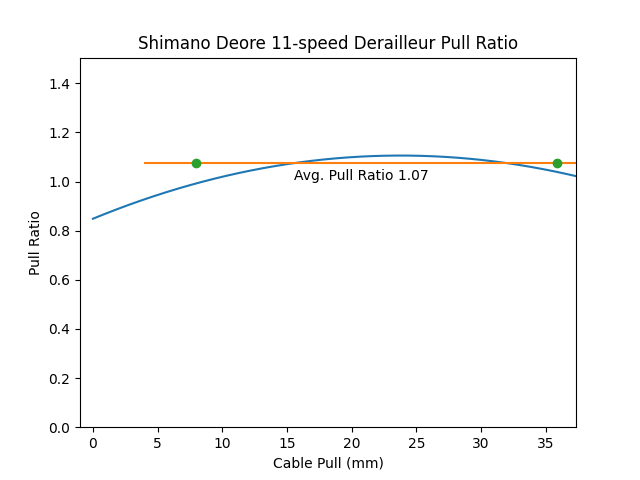 Shimano Deore 11-speed Derailleur Pull Ratio
Pull Ratio
1.4
1.2
1.0
0.8
0.6
0.4
0.2
0.0
Avg. Pull Ratio 1.07
0 5 10 15 20 25 30 35
Cable Pull (mm)